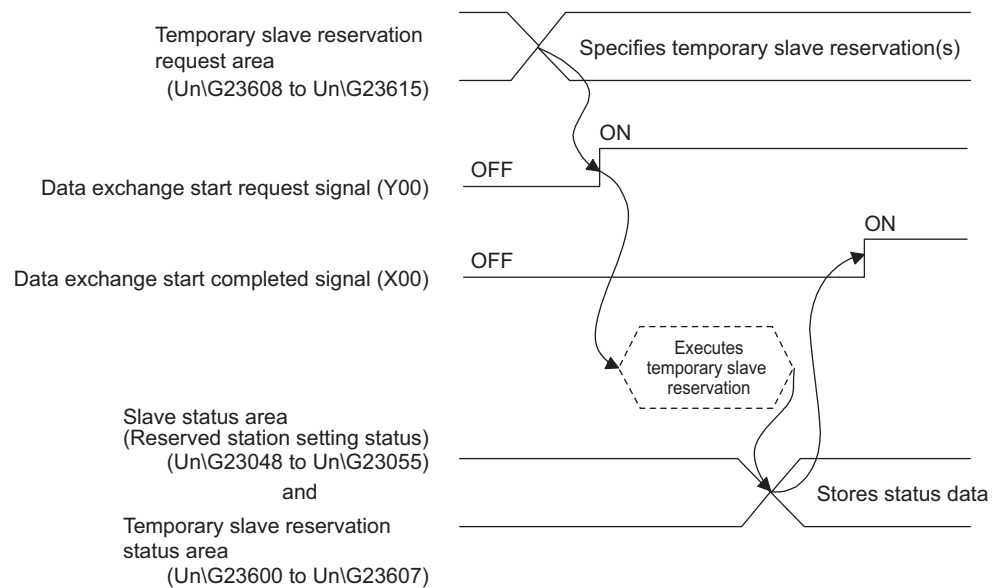 Temporary slave reservation
request area
(Un\G23608 to Un\G23615)
Specifies temporary slave reservation(s)
ON
OFF
Data exchange start request signal (Y00)
ON
OFF
Data exchange start completed signal (X00)
Executes
temporary slave
reservation
Slave status area
(Reserved station setting status)
(Un\G23048 to Un\G23055)
and
Temporary slave reservation
status area
(Un\G23600 to Un\G23607)
Stores status data